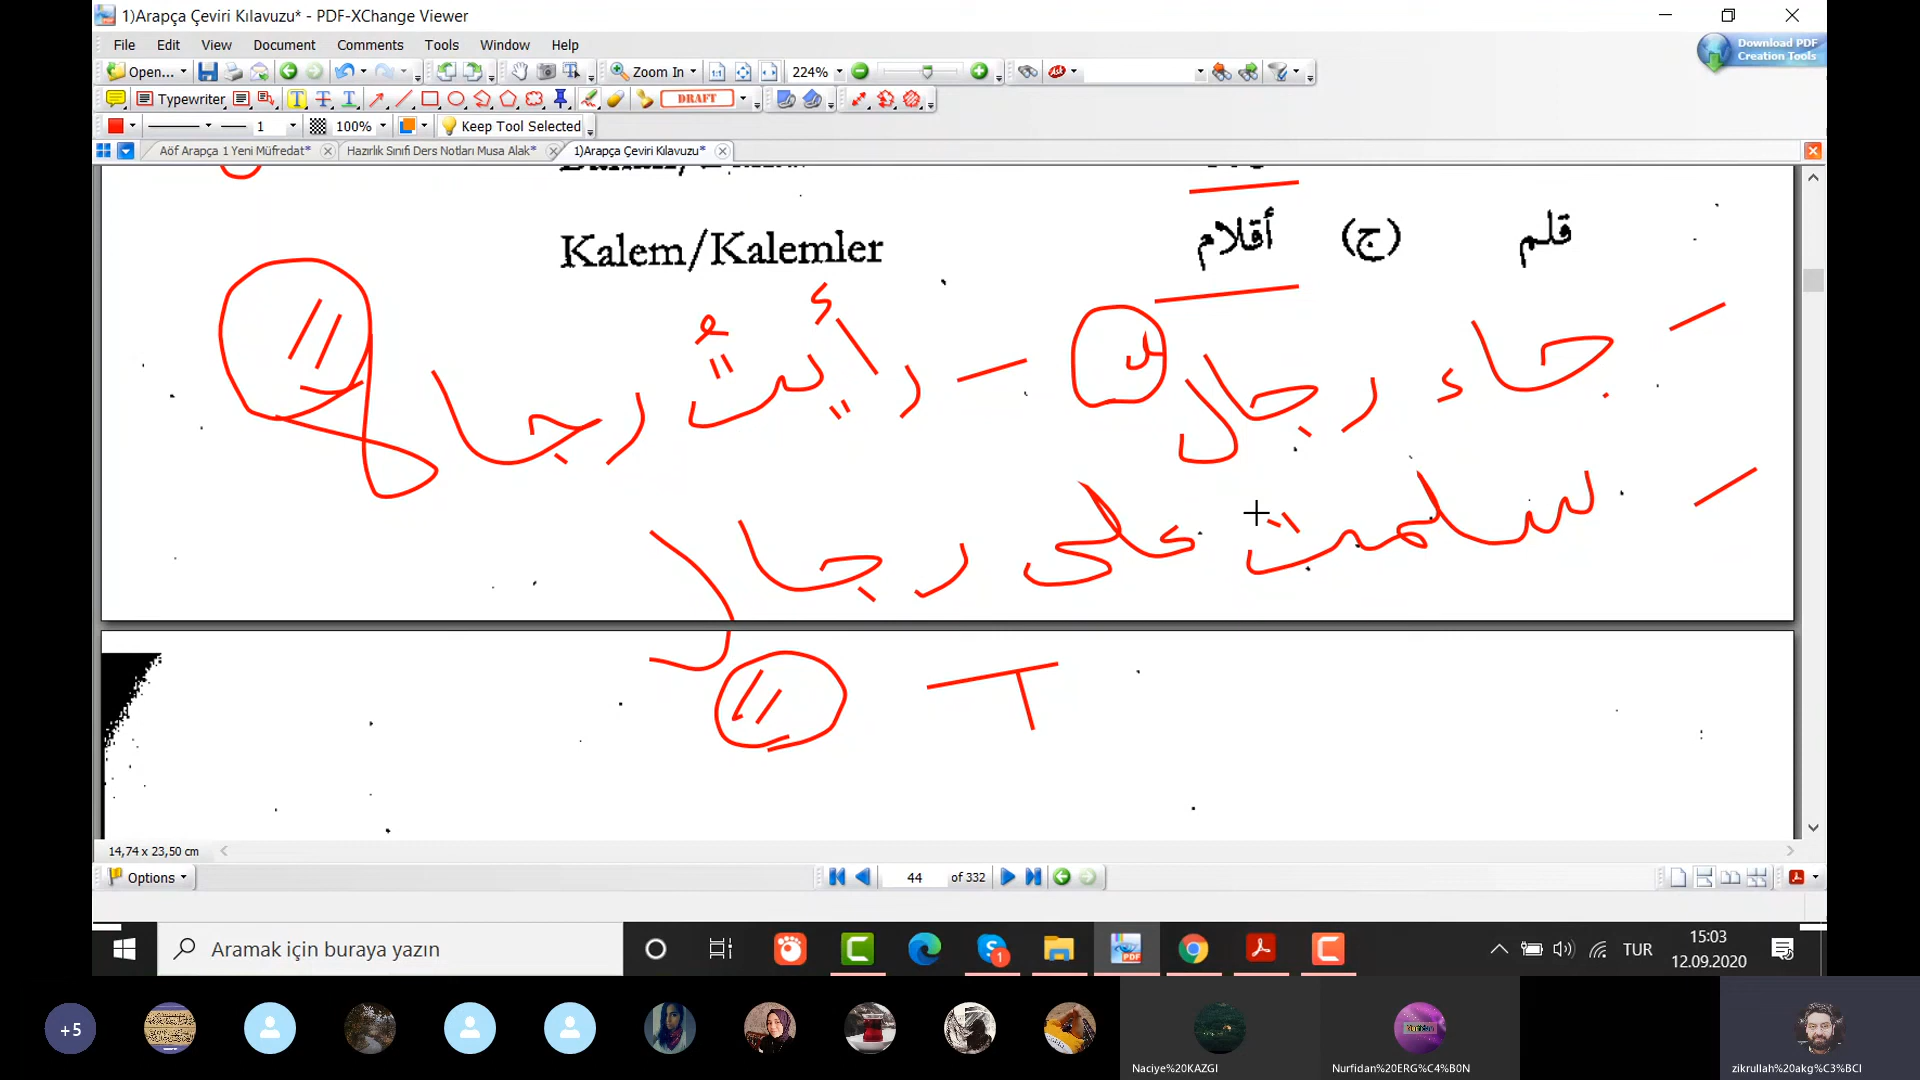 1)Arapça Çeviri Kılavuzu* - PDF-XChange Viewer
File Edit View Document Comments Tools Window Help
Download PDF
Creation Tools
Open... Zoom In 224%
Typewriter DRAFT
1 100% Keep Tool Selected
Aöf Arapça 1 Yeni Müfredat* Hazırlık Sınıfı Ders Notları Musa Alak* 1)Arapça Çeviri Kılavuzu*
Kalem/Kalemler أقلام (ج) قلم
جاء رجال
رأيتُ رجالا
سلمت على رجال
14,74 x 23,50 cm
Options 44 of 332
Aramak için buraya yazın
1
TUR
15:03
12.09.2020
+5
Naciye%20KAZGI Nurfidan%20ERG%C4%B0N zikrullah%20akg%C3%BCl